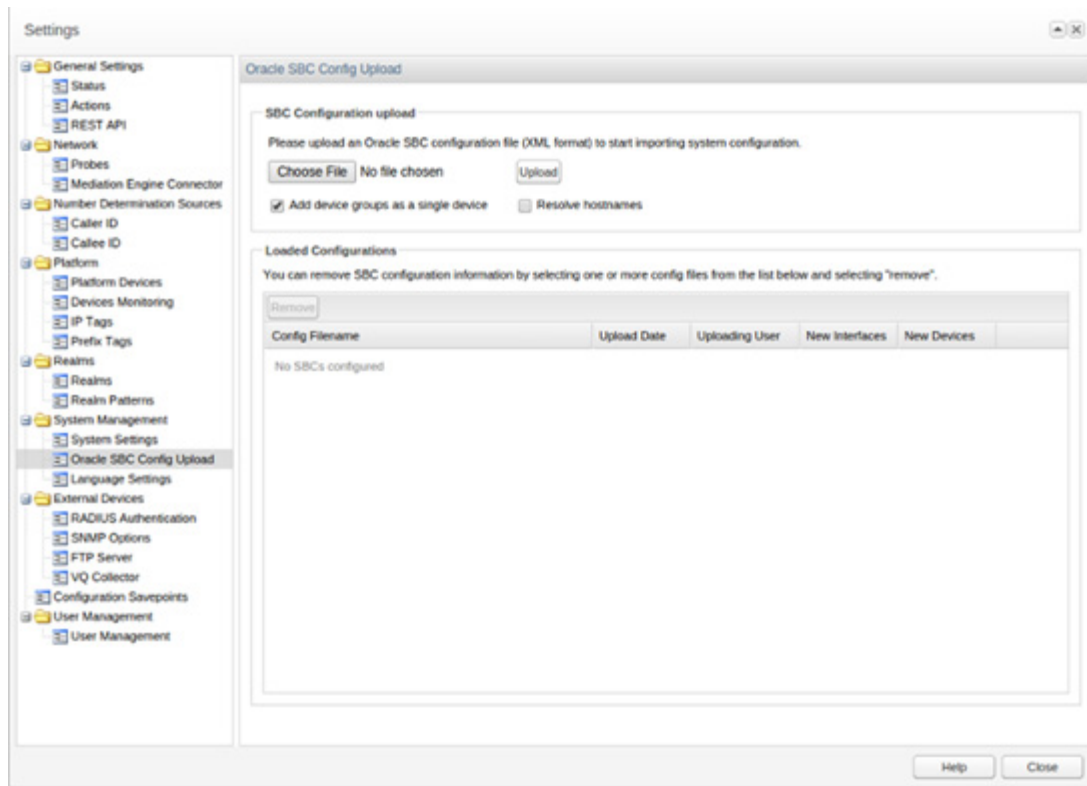 Settings
General Settings
Status
Actions
REST API
Network
Probes
Mediation Engine Connector
Number Determination Sources
Caller ID
Callee ID
Platform
Platform Devices
Devices Monitoring
IP Tags
Prefix Tags
Realms
Realms
Realm Patterns
System Management
System Settings
Oracle SBC Config Upload
Language Settings
External Devices
RADIUS Authentication
SNMP Options
FTP Server
VQ Collector
Configuration Savepoints
User Management
User Management
Oracle SBC Config Upload
SBC Configuration upload
Please upload an Oracle SBC configuration file (XML format) to start importing system configuration.
Choose File No file chosen Upload
Add device groups as a single device Resolve hostnames
Loaded Configurations
You can remove SBC configuration information by selecting one or more config files from the list below and selecting "remove".
Remove
Config Filename Upload Date Uploading User New Interfaces New Devices
No SBCs configured
Help Close